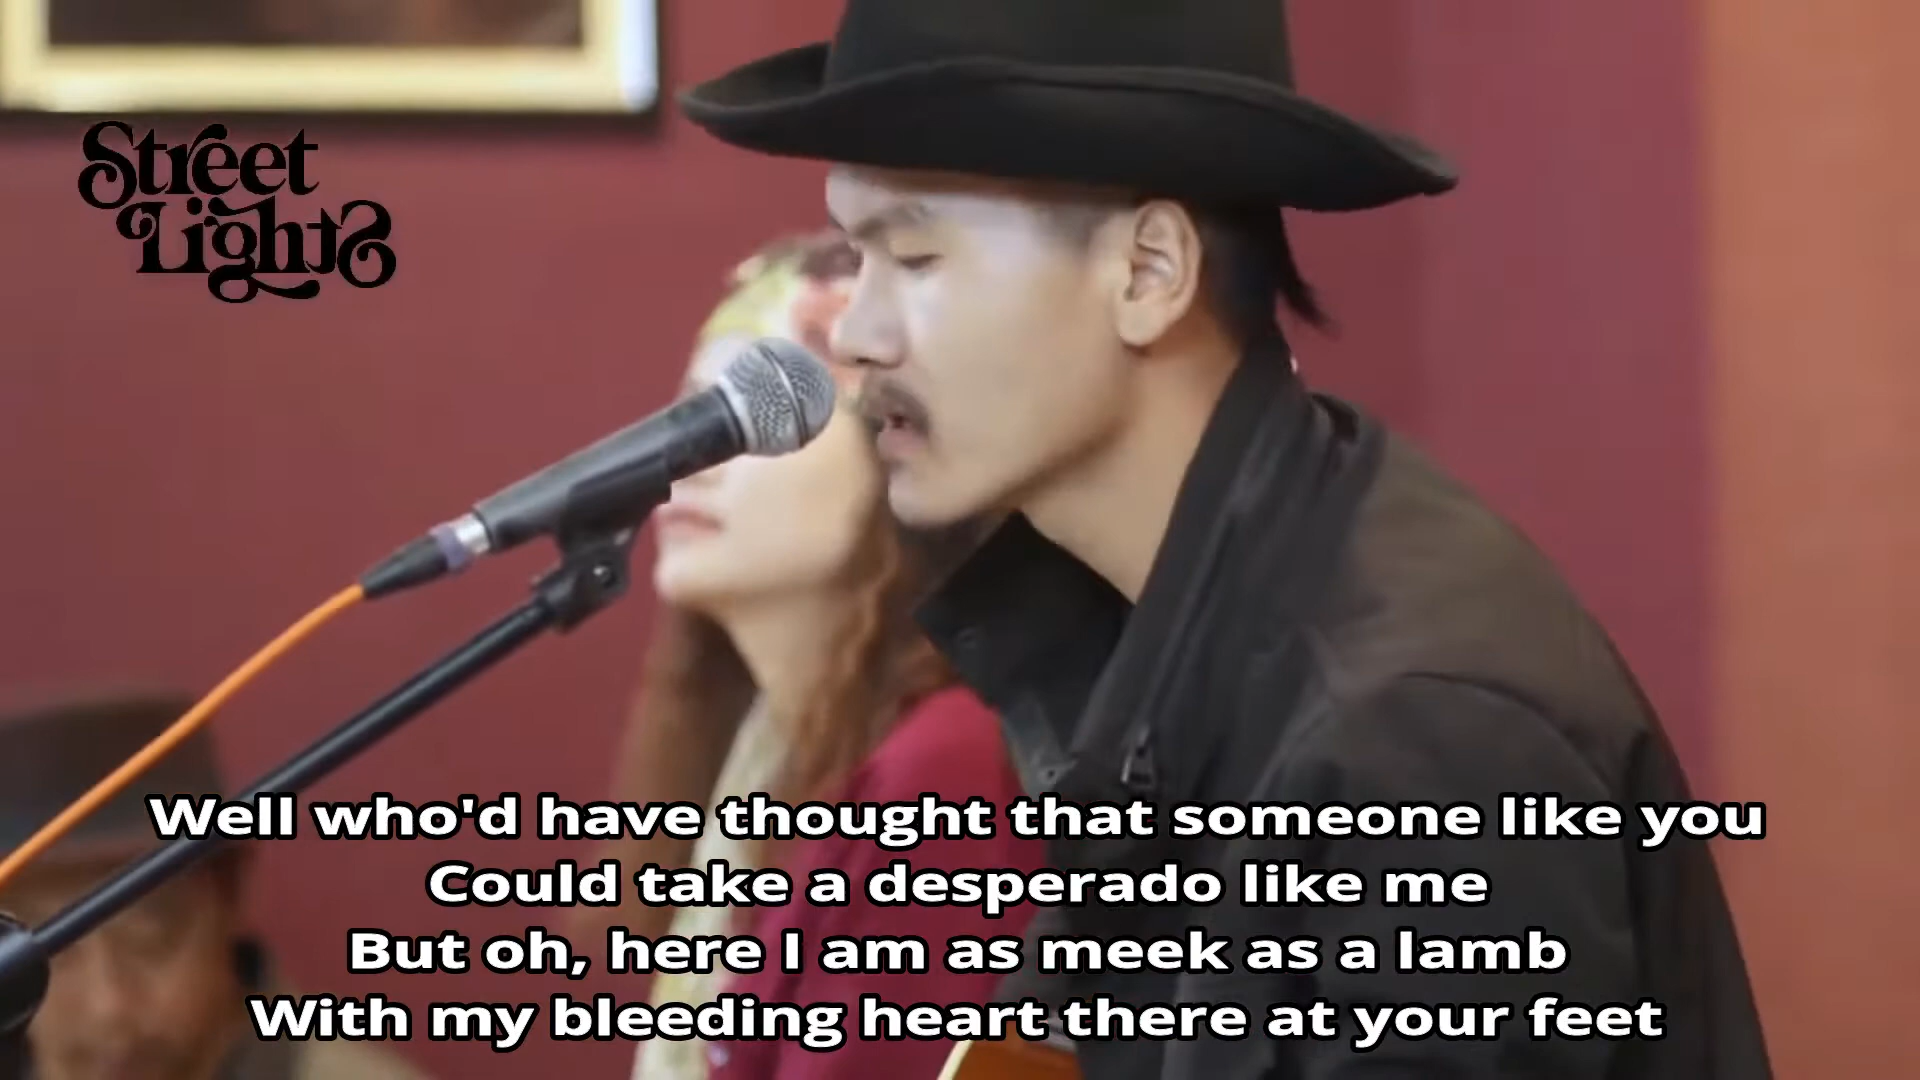 Street
Lights
Well who'd have thought that someone like you
Could take a desperado like me
But oh, here I am as meek as a lamb
With my bleeding heart there at your feet